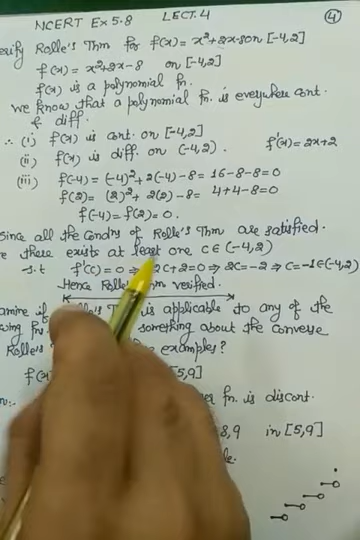 NCERT Ex 5.8 LECT. 4 ④
Rolle's Thm for f(x) = x²+2x-8 on [-4,2]
f(x) = x²+2x-8 on [-4,2]
f(x) is a polynomial fn.
we know that a polynomial fn. is everywhere cont.
& diff.
∴ (i) f(x) is cont. on [-4,2]
(ii) f(x) is diff. on (-4,2). f'(x) = 2x+2
(iii) f(-4) = (-4)²+2(-4)-8 = 16-8-8 = 0
f(2) = (2)²+2(2)-8 = 4+4-8 = 0
f(-4) = f(2) = 0.
Since all the condns of Rolle's Thm are satisfied.
there exists at least one c ∈ (-4,2)
s.t f'(c) = 0 ⇒ 2c+2=0 ⇒ 2c=-2 ⇒ c=-1 ∈ (-4,2)
Hence Rolle's verified.
if is applicable to any of the
something about the converse
Rolle's examples?
f(x) [5,9]
fn. is discont.
8,9 in [5,9]